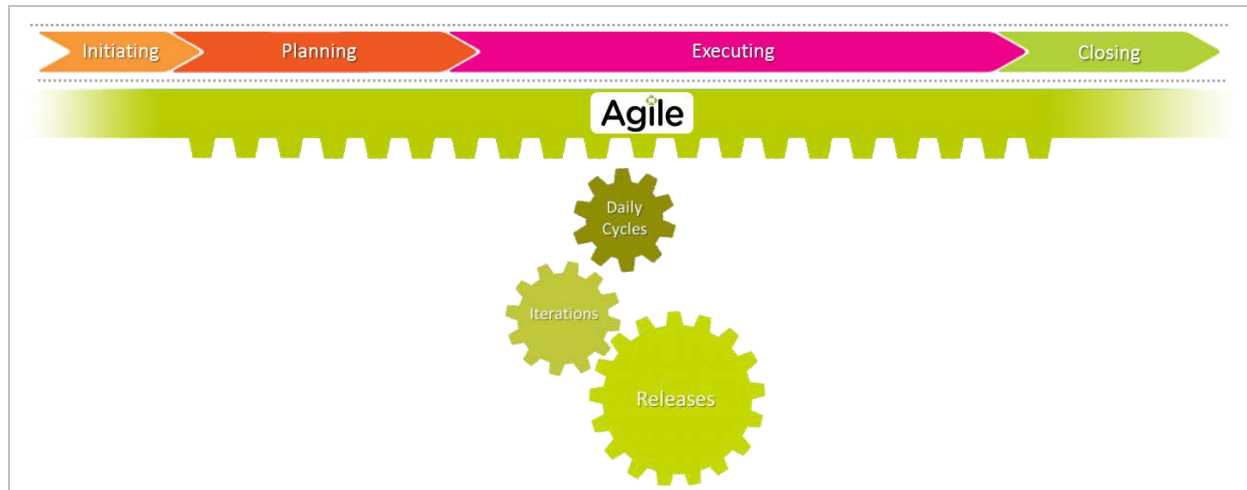 Initiating
Planning
Executing
Closing
Agile
Daily
Cycles
Iterations
Releases